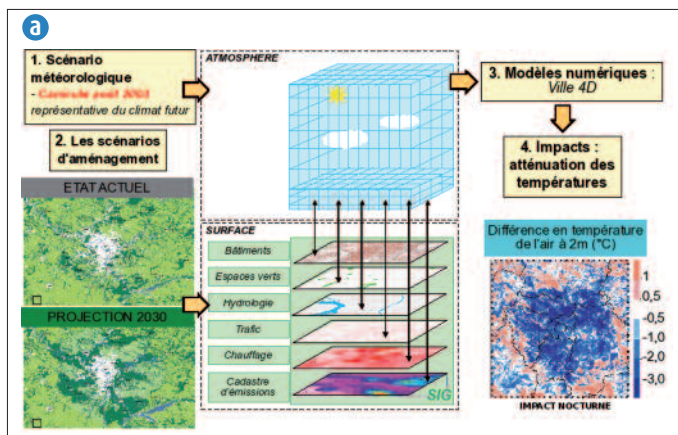 a
1. Scénario
météorologique
- Canicule août 2003
représentative du climat futur
2. Les scénarios
d'aménagement
ETAT ACTUEL
PROJECTION 2030
ATMOSPHERE
SURFACE
Bâtiments
Espaces verts
Hydrologie
Trafic
Chauffage
Cadastre
d'émissions
SIG
3. Modèles numériques :
Ville 4D
4. Impacts :
atténuation des
températures
Différence en température
de l'air à 2m (°C)
1
0,5
-0,5
-1,0
-2,0
-3,0
IMPACT NOCTURNE